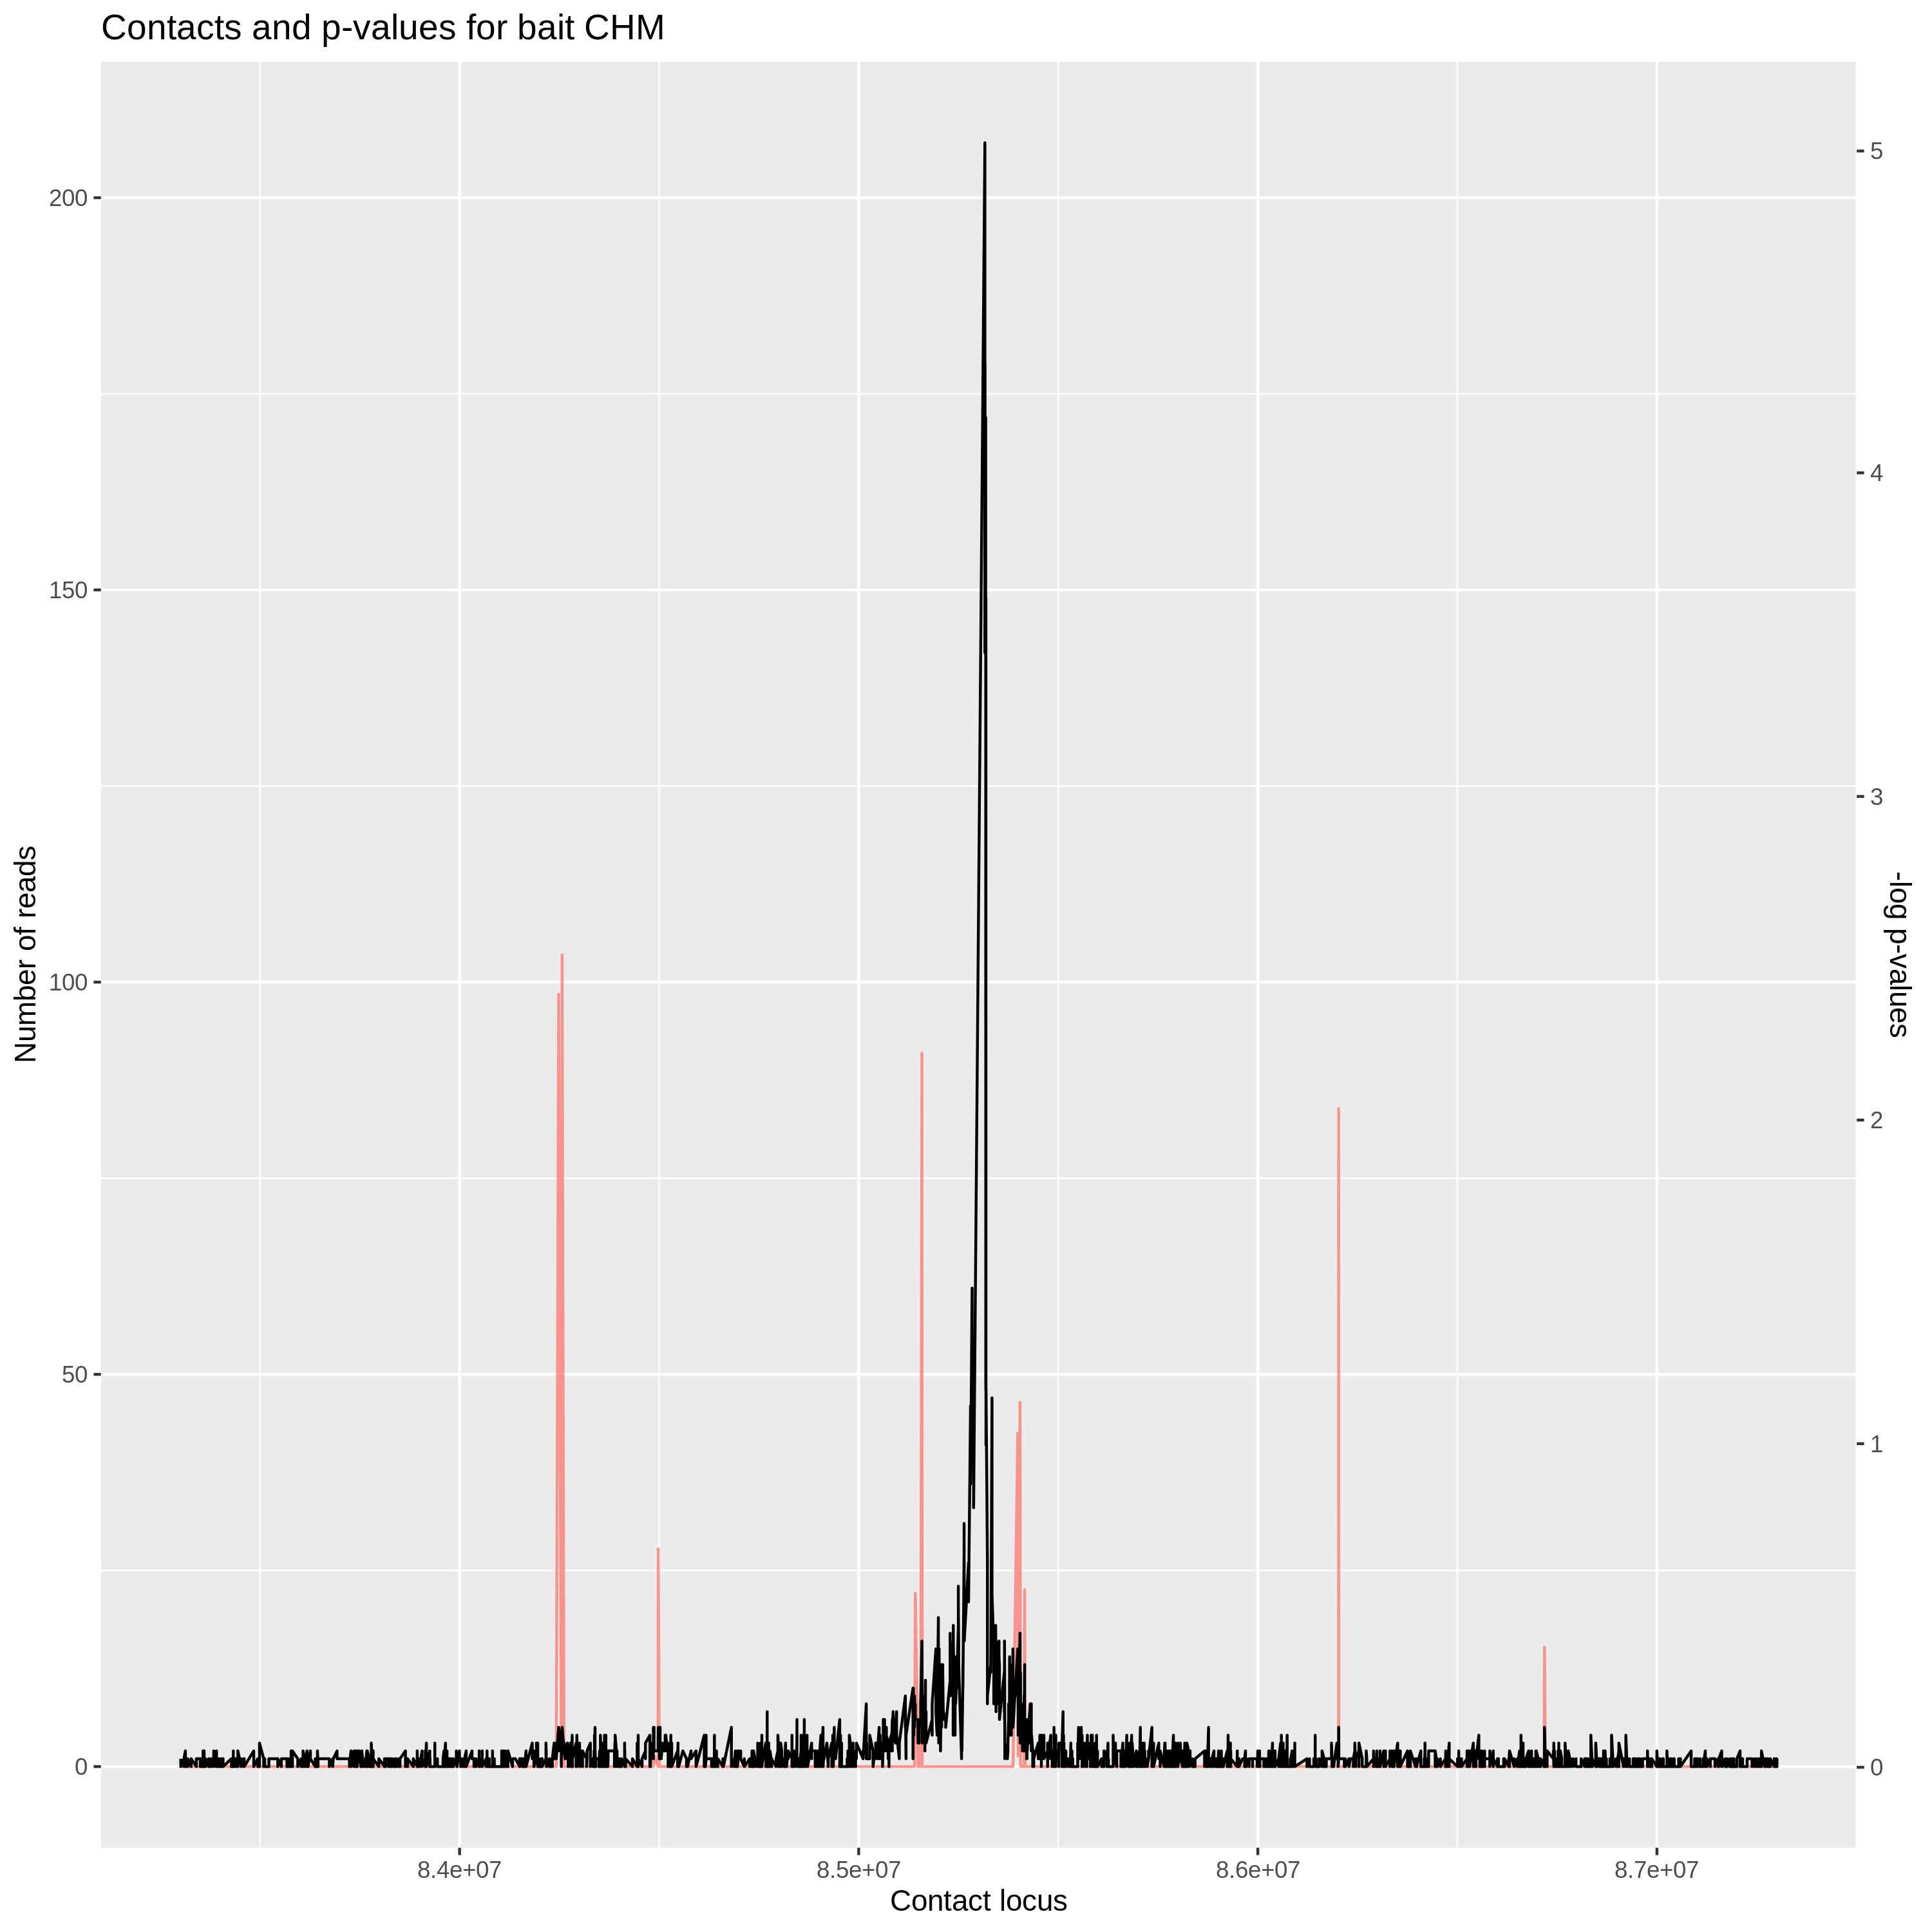 Contacts and p-values for bait CHM
Number of reads
200
150
100
50
0
5
4
3
2
1
0
-log p-values
8.4e+07
8.5e+07
8.6e+07
8.7e+07
Contact locus